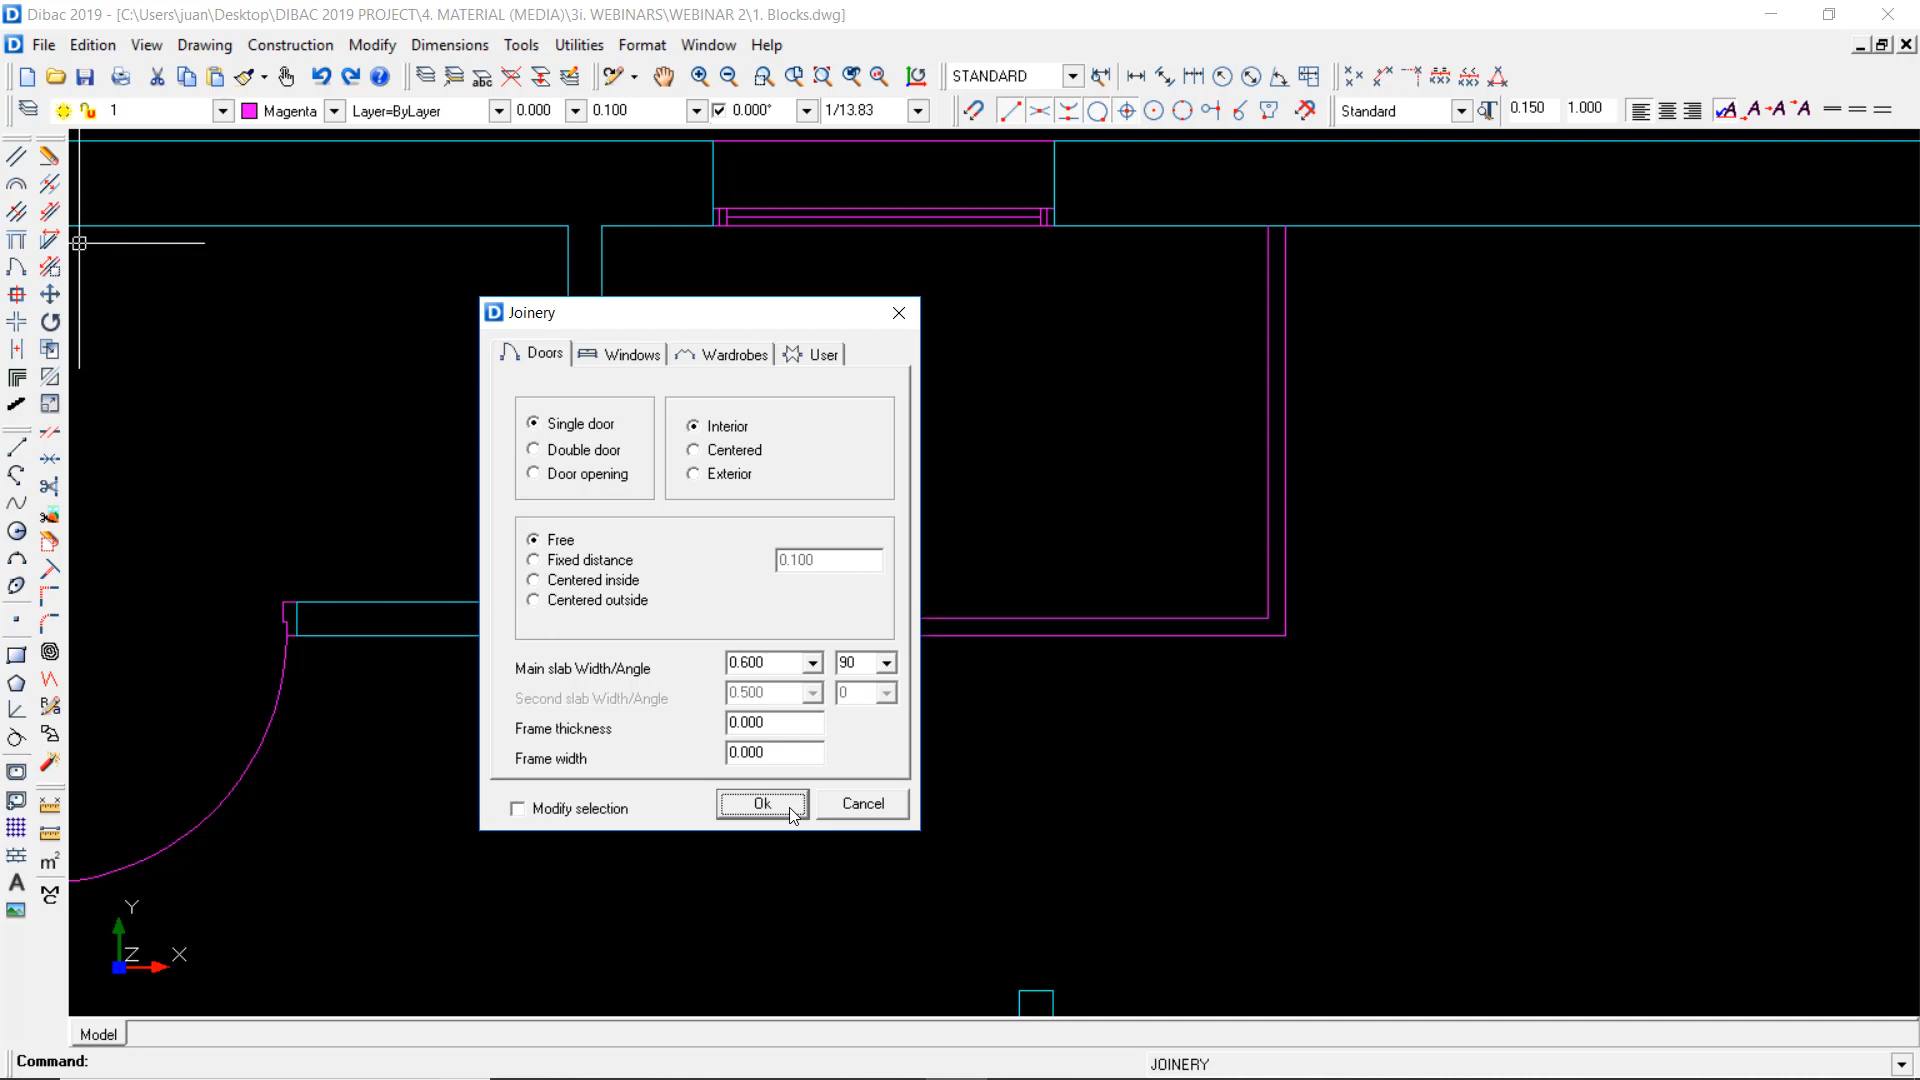 Dibac 2019 - [C:\Users\juan\Desktop\DIBAC 2019 PROJECT\4. MATERIAL (MEDIA)\3i. WEBINARS\WEBINAR 2\1. Blocks.dwg]
File Edition View Drawing Construction Modify Dimensions Tools Utilities Format Window Help
STANDARD
1 Magenta Layer=ByLayer 0.000 0.100 0.000° 1/13.83 Standard 0.150 1.000
Joinery
Doors Windows Wardrobes User
Single door
Double door
Door opening
Interior
Centered
Exterior
Free
Fixed distance 0.100
Centered inside
Centered outside
Main slab Width/Angle 0.600 90
Second slab Width/Angle 0.500 0
Frame thickness 0.000
Frame width 0.000
Modify selection Ok Cancel
Y
Z X
Model
Command: JOINERY